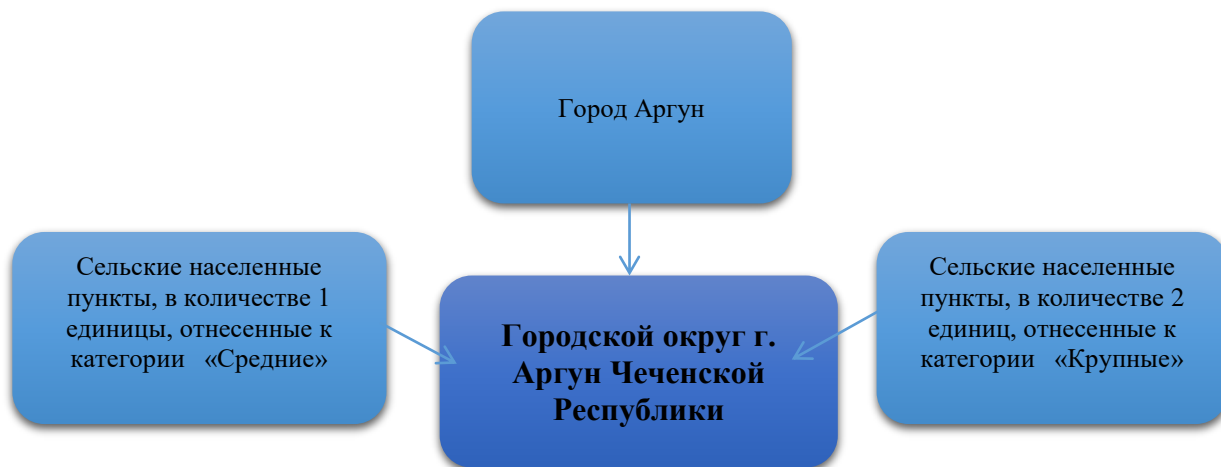 Город Аргун
Сельские населенные
пункты, в количестве 1
единицы, отнесенные к
категории «Средние»
Городской округ г.
Аргун Чеченской
Республики
Сельские населенные
пункты, в количестве 2
единиц, отнесенные к
категории «Крупные»